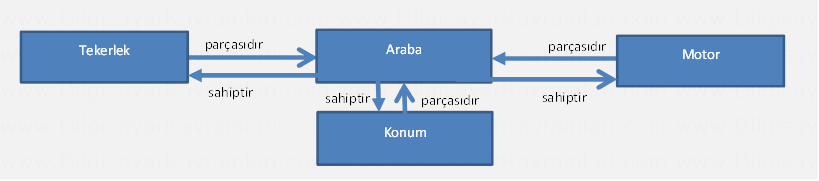 Tekerlek
parçasıdır
sahiptir
Araba
parçasıdır
sahiptir
Motor
sahiptir
parçasıdır
Konum